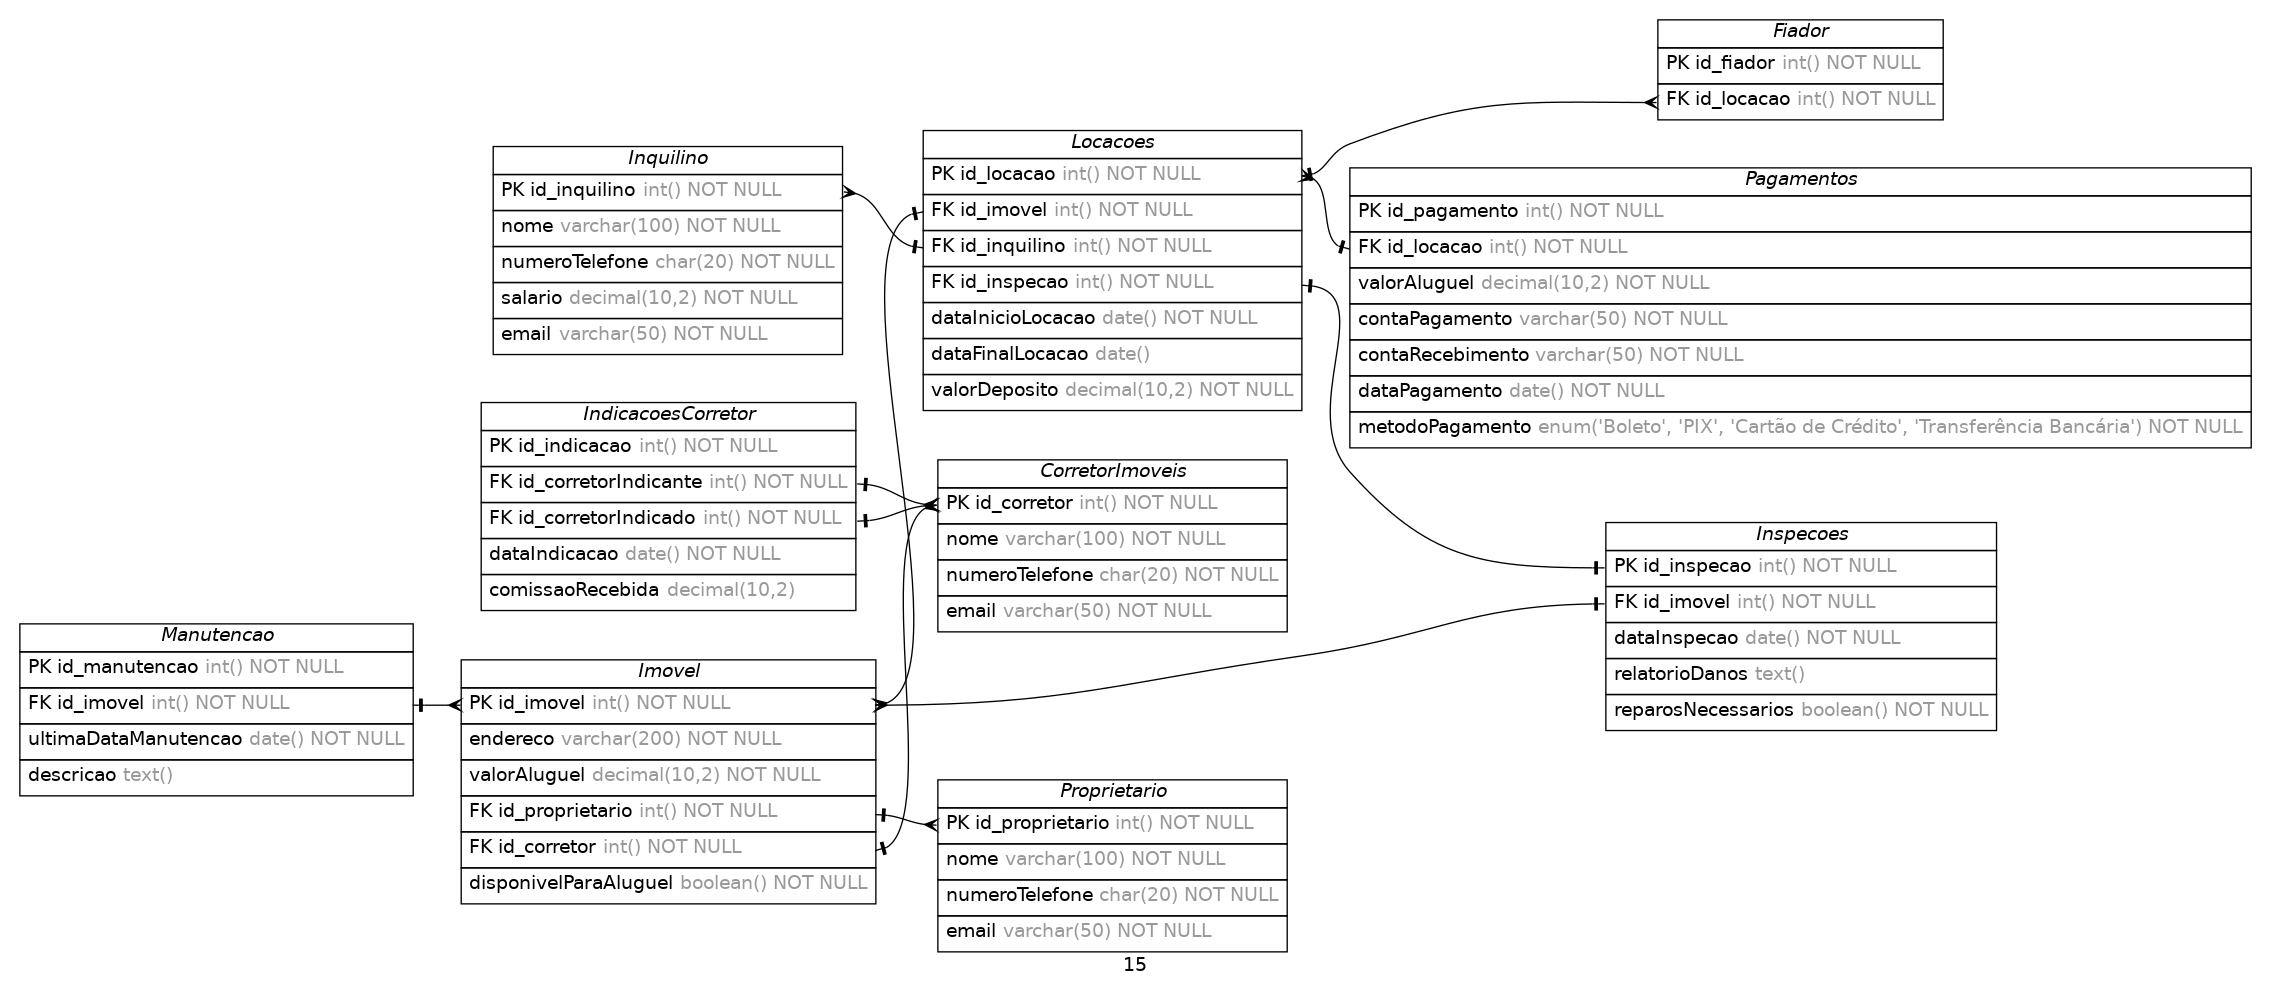 Fiador
PK id_fiador int() NOT NULL
FK id_locacao int() NOT NULL
Inquilino
PK id_inquilino int() NOT NULL
nome varchar(100) NOT NULL
numeroTelefone char(20) NOT NULL
salario decimal(10,2) NOT NULL
email varchar(50) NOT NULL
Locacoes
PK id_locacao int() NOT NULL
FK id_imovel int() NOT NULL
FK id_inquilino int() NOT NULL
FK id_inspecao int() NOT NULL
dataInicioLocacao date() NOT NULL
dataFinalLocacao date()
valorDeposito decimal(10,2) NOT NULL
Pagamentos
PK id_pagamento int() NOT NULL
FK id_locacao int() NOT NULL
valorAluguel decimal(10,2) NOT NULL
contaPagamento varchar(50) NOT NULL
contaRecebimento varchar(50) NOT NULL
dataPagamento date() NOT NULL
metodoPagamento enum('Boleto', 'PIX', 'Cartão de Crédito', 'Transferência Bancária') NOT NULL
IndicacoesCorretor
PK id_indicacao int() NOT NULL
FK id_corretorIndicante int() NOT NULL
FK id_corretorIndicado int() NOT NULL
dataIndicacao date() NOT NULL
comissaoRecebida decimal(10,2)
CorretorImoveis
PK id_corretor int() NOT NULL
nome varchar(100) NOT NULL
numeroTelefone char(20) NOT NULL
email varchar(50) NOT NULL
Inspecoes
PK id_inspecao int() NOT NULL
FK id_imovel int() NOT NULL
dataInspecao date() NOT NULL
relatorioDanos text()
reparosNecessarios boolean() NOT NULL
Manutencao
PK id_manutencao int() NOT NULL
FK id_imovel int() NOT NULL
ultimaDataManutencao date() NOT NULL
descricao text()
Imovel
PK id_imovel int() NOT NULL
endereco varchar(200) NOT NULL
valorAluguel decimal(10,2) NOT NULL
FK id_proprietario int() NOT NULL
FK id_corretor int() NOT NULL
disponivelParaAluguel boolean() NOT NULL
Proprietario
PK id_proprietario int() NOT NULL
nome varchar(100) NOT NULL
numeroTelefone char(20) NOT NULL
email varchar(50) NOT NULL
15